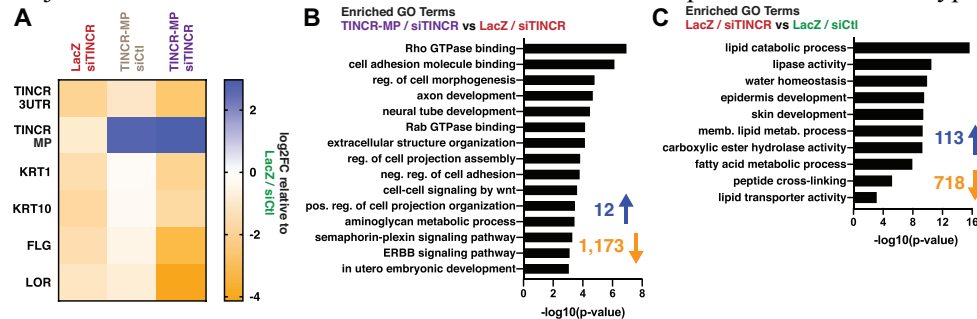 A
LacZ
siTINCR
TINCR-MP
siCtl
TINCR-MP
siTINCR
TINCR
3UTR
TINCR
MP
KRT1
KRT10
FLG
LOR
2
0
-2
-4
log2FC relative to
LacZ / siCtl
B
Enriched GO Terms
TINCR-MP / siTINCR vs LacZ / siTINCR
Rho GTPase binding
cell adhesion molecule binding
reg. of cell morphogenesis
axon development
neural tube development
Rab GTPase binding
extracellular structure organization
reg. of cell projection assembly
neg. reg. of cell adhesion
cell-cell signaling by wnt
pos. reg. of cell projection organization
aminoglycan metabolic process
semaphorin-plexin signaling pathway
ERBB signaling pathway
in utero embryonic development
12
1,173
0 2 4 6 8
-log10(p-value)
C
Enriched GO Terms
LacZ / siTINCR vs LacZ / siCtl
lipid catabolic process
lipase activity
water homeostasis
epidermis development
skin development
memb. lipid metab. process
carboxylic ester hydrolase activity
fatty acid metabolic process
peptide cross-linking
lipid transporter activity
113
718
0 4 8 12 16
-log10(p-value)